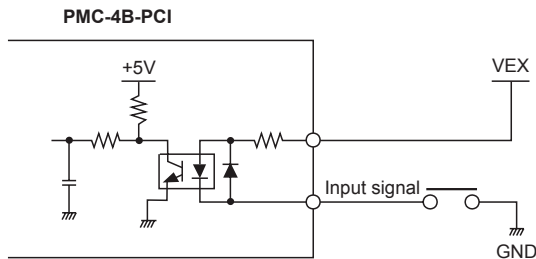 PMC-4B-PCI
+5V
VEX
Input signal
GND